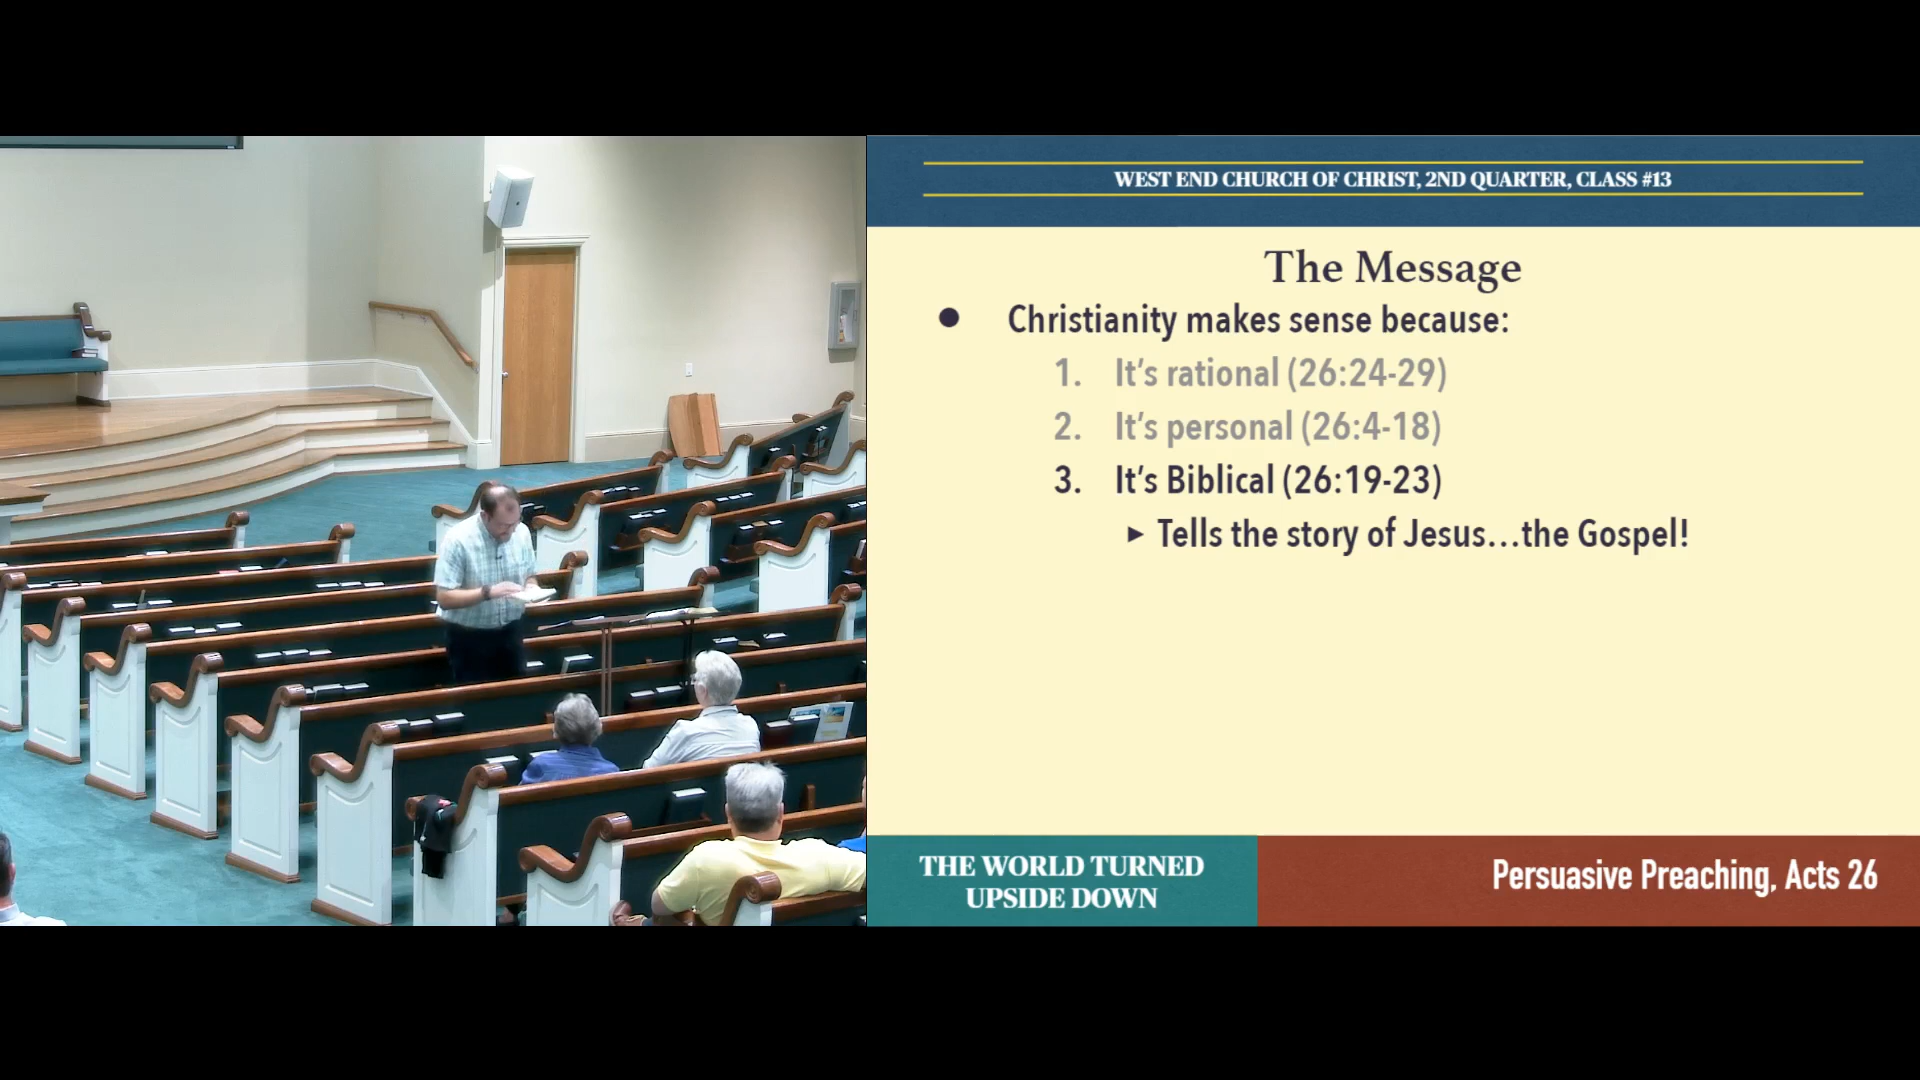 WEST END CHURCH OF CHRIST, 2ND QUARTER, CLASS #13
The Message
● Christianity makes sense because:
1. It’s rational (26:24-29)
2. It’s personal (26:4-18)
3. It’s Biblical (26:19-23)
▸ Tells the story of Jesus…the Gospel!
THE WORLD TURNED
UPSIDE DOWN
Persuasive Preaching, Acts 26